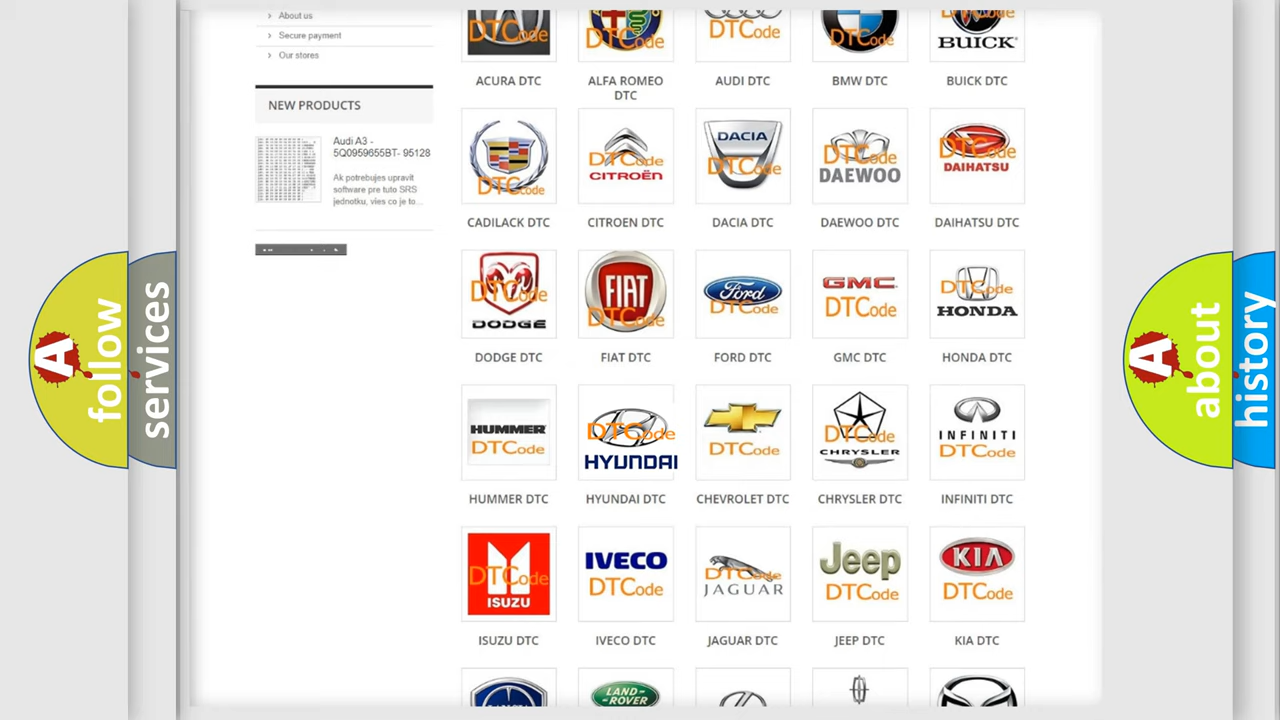 About us
Secure payment
Our stores
NEW PRODUCTS
Audi A3 -
5Q0959655BT- 95128
Ak potrebujes upravit
software pre tuto SRS
jednotku, vies co je to...
DTCode
DTCode
DTCode
DTCode
BUICK
ACURA DTC
ALFA ROMEO
DTC
AUDI DTC
BMW DTC
BUICK DTC
DTCode
DTCode
CITROËN
DACIA
DTCode
DTCode
DAEWOO
DTCode
DAIHATSU
CADILACK DTC
CITROEN DTC
DACIA DTC
DAEWOO DTC
DAIHATSU DTC
DTCode
DODGE
FIAT
DTCode
Ford
DTCode
GMC
DTCode
DTCode
HONDA
DODGE DTC
FIAT DTC
FORD DTC
GMC DTC
HONDA DTC
HUMMER
DTCode
DTCode
HYUNDAI
DTCode
DTCode
CHRYSLER
INFINITI
DTCode
HUMMER DTC
HYUNDAI DTC
CHEVROLET DTC
CHRYSLER DTC
INFINITI DTC
DTCode
ISUZU
IVECO
DTCode
DTCode
JAGUAR
Jeep
DTCode
KIA
DTCode
ISUZU DTC
IVECO DTC
JAGUAR DTC
JEEP DTC
KIA DTC
LAND-
ROVER
A
follow
services
A
about
history